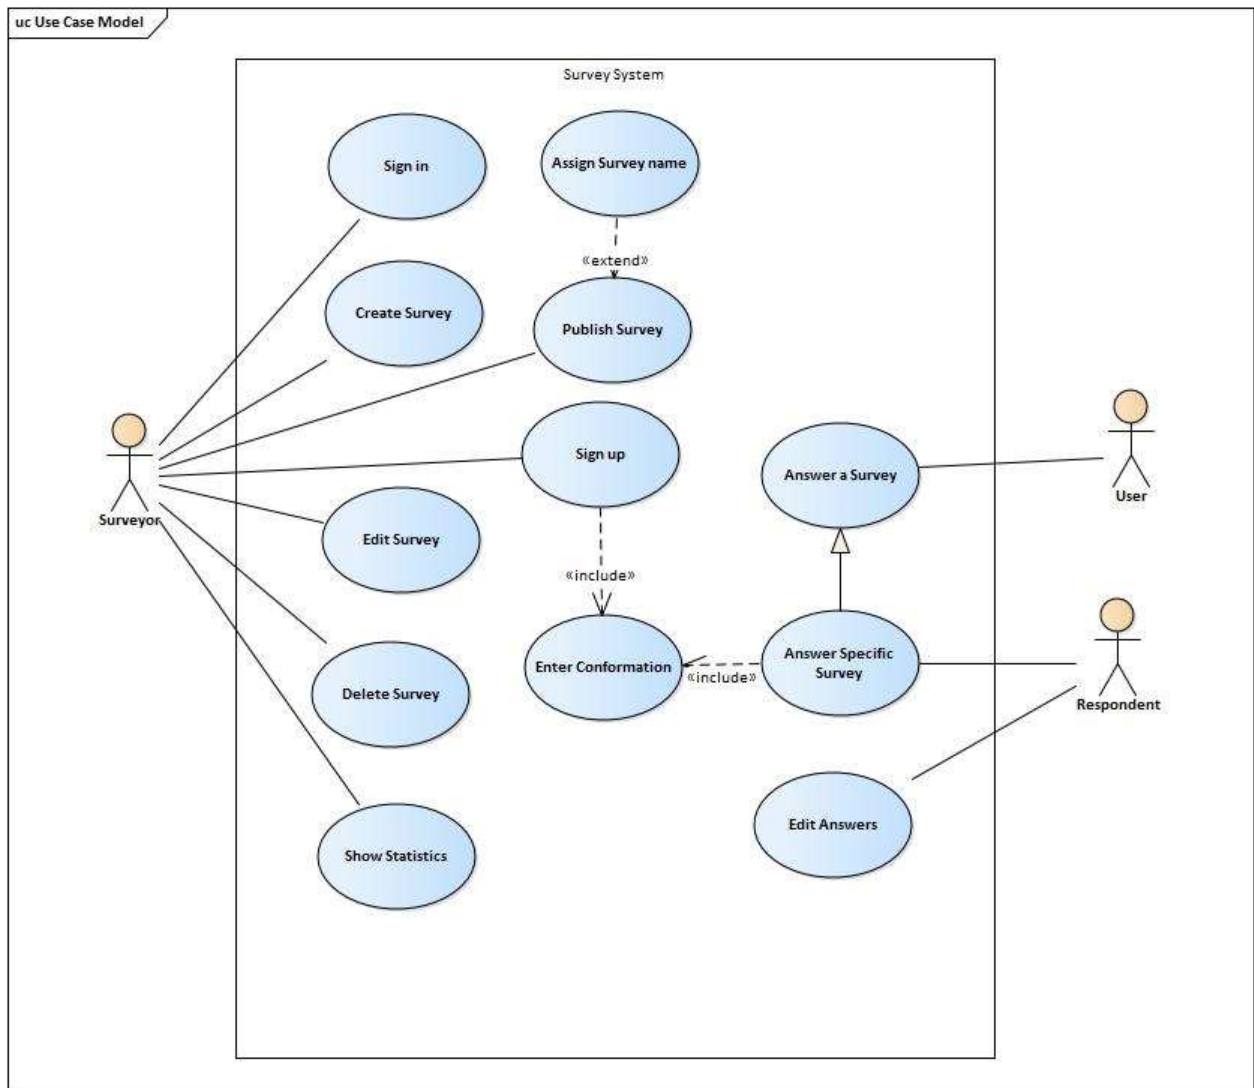 uc Use Case Model
Survey System
Sign in
Assign Survey name
«extend»
Create Survey
Publish Survey
Sign up
Answer a Survey
User
Surveyor
Edit Survey
«include»
Enter Conformation
«include»
Answer Specific
Survey
Respondent
Delete Survey
Edit Answers
Show Statistics